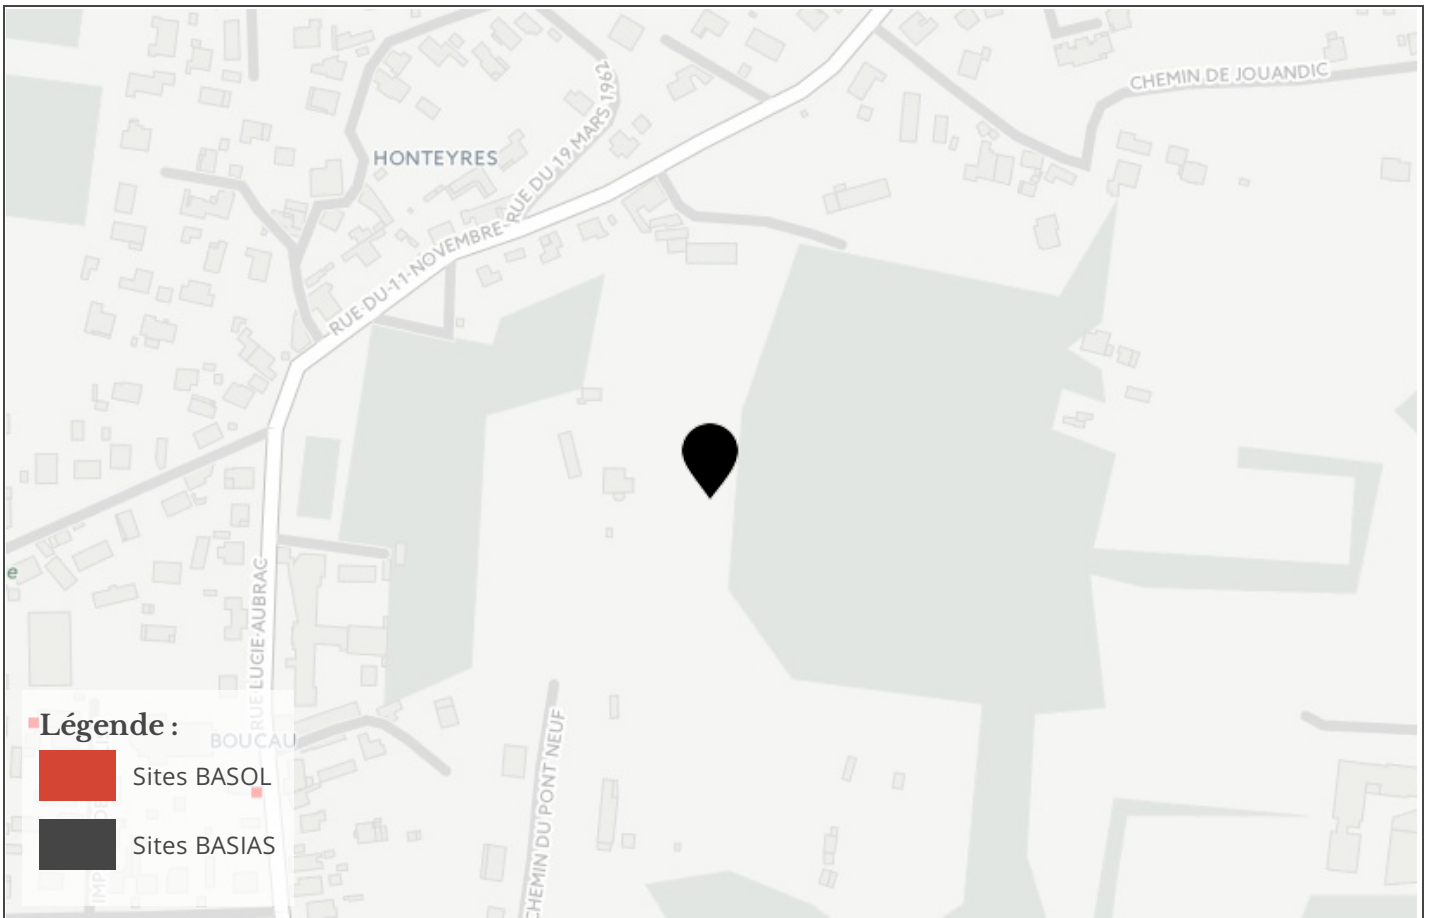 CHEMIN DE JOUANDIC
RUE DU 19 MARS 1962
HONTEYRES
RUE-DU-11-NOVEMBRE
RUE LUCIE-AUBRAC
e
Légende :
BOUCAU
Sites BASOL
Sites BASIAS
CHEMIN DU PONT NEUF